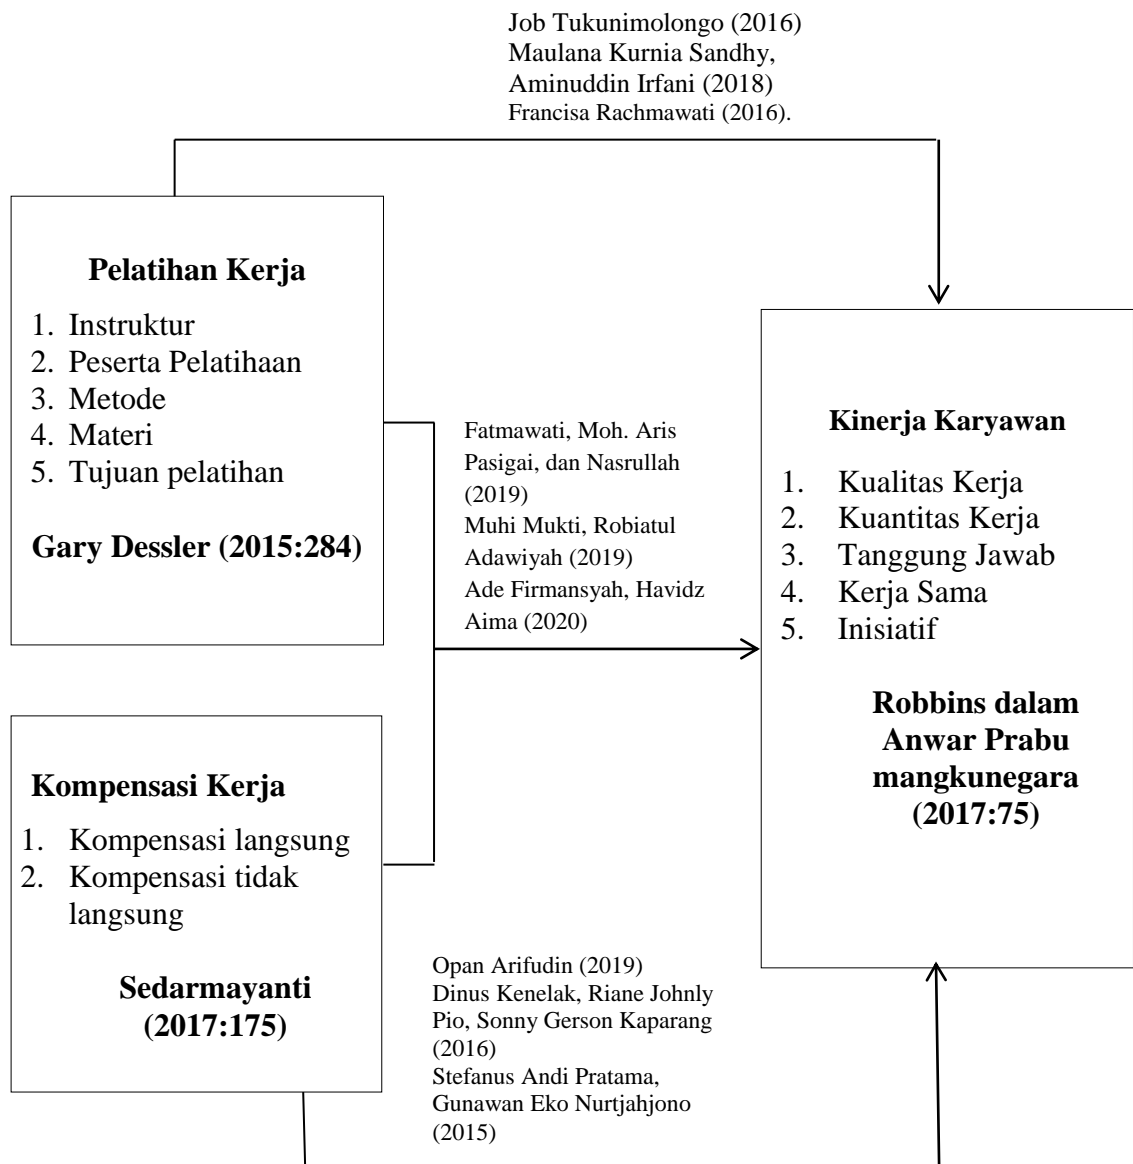 Job Tukunimolongo (2016)
Maulana Kurnia Sandhy,
Aminuddin Irfani (2018)
Francisa Rachmawati (2016).
Pelatihan Kerja
1. Instruktur
2. Peserta Pelatihaan
3. Metode
4. Materi
5. Tujuan pelatihan
Gary Dessler (2015:284)
Fatmawati, Moh. Aris
Pasigai, dan Nasrullah
(2019)
Muhi Mukti, Robiatul
Adawiyah (2019)
Ade Firmansyah, Havidz
Aima (2020)
Kinerja Karyawan
1. Kualitas Kerja
2. Kuantitas Kerja
3. Tanggung Jawab
4. Kerja Sama
5. Inisiatif
Robbins dalam
Anwar Prabu
mangkunegara
(2017:75)
Kompensasi Kerja
1. Kompensasi langsung
2. Kompensasi tidak
langsung
Sedarmayanti
(2017:175)
Opan Arifudin (2019)
Dinus Kenelak, Riane Johnly
Pio, Sonny Gerson Kaparang
(2016)
Stefanus Andi Pratama,
Gunawan Eko Nurtjahjono
(2015)